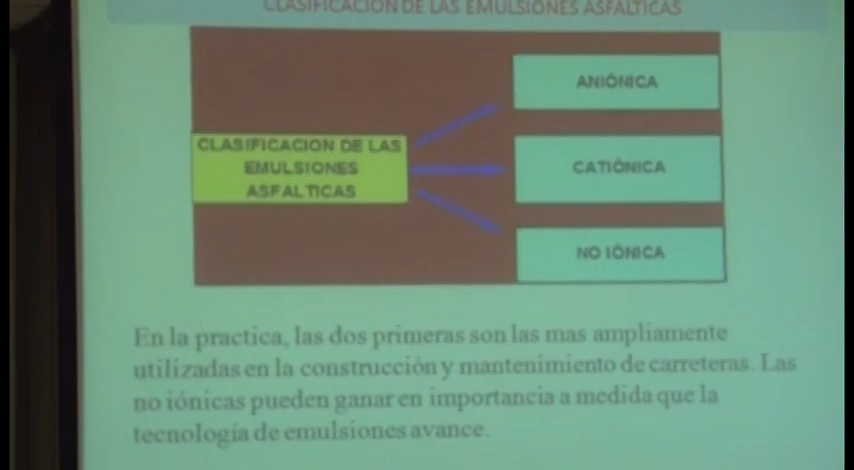 CLASIFICACION DE LAS EMULSIONES ASFALTICAS
ANIÓNICA
CLASIFICACION DE LAS
EMULSIONES
ASFALTICAS
CATIÓNICA
NO IÓNICA
En la practica, las dos primeras son las mas ampliamente
utilizadas en la construcción y mantenimiento de carreteras. Las
no iónicas pueden ganar en importancia a medida que la
tecnología de emulsiones avance.